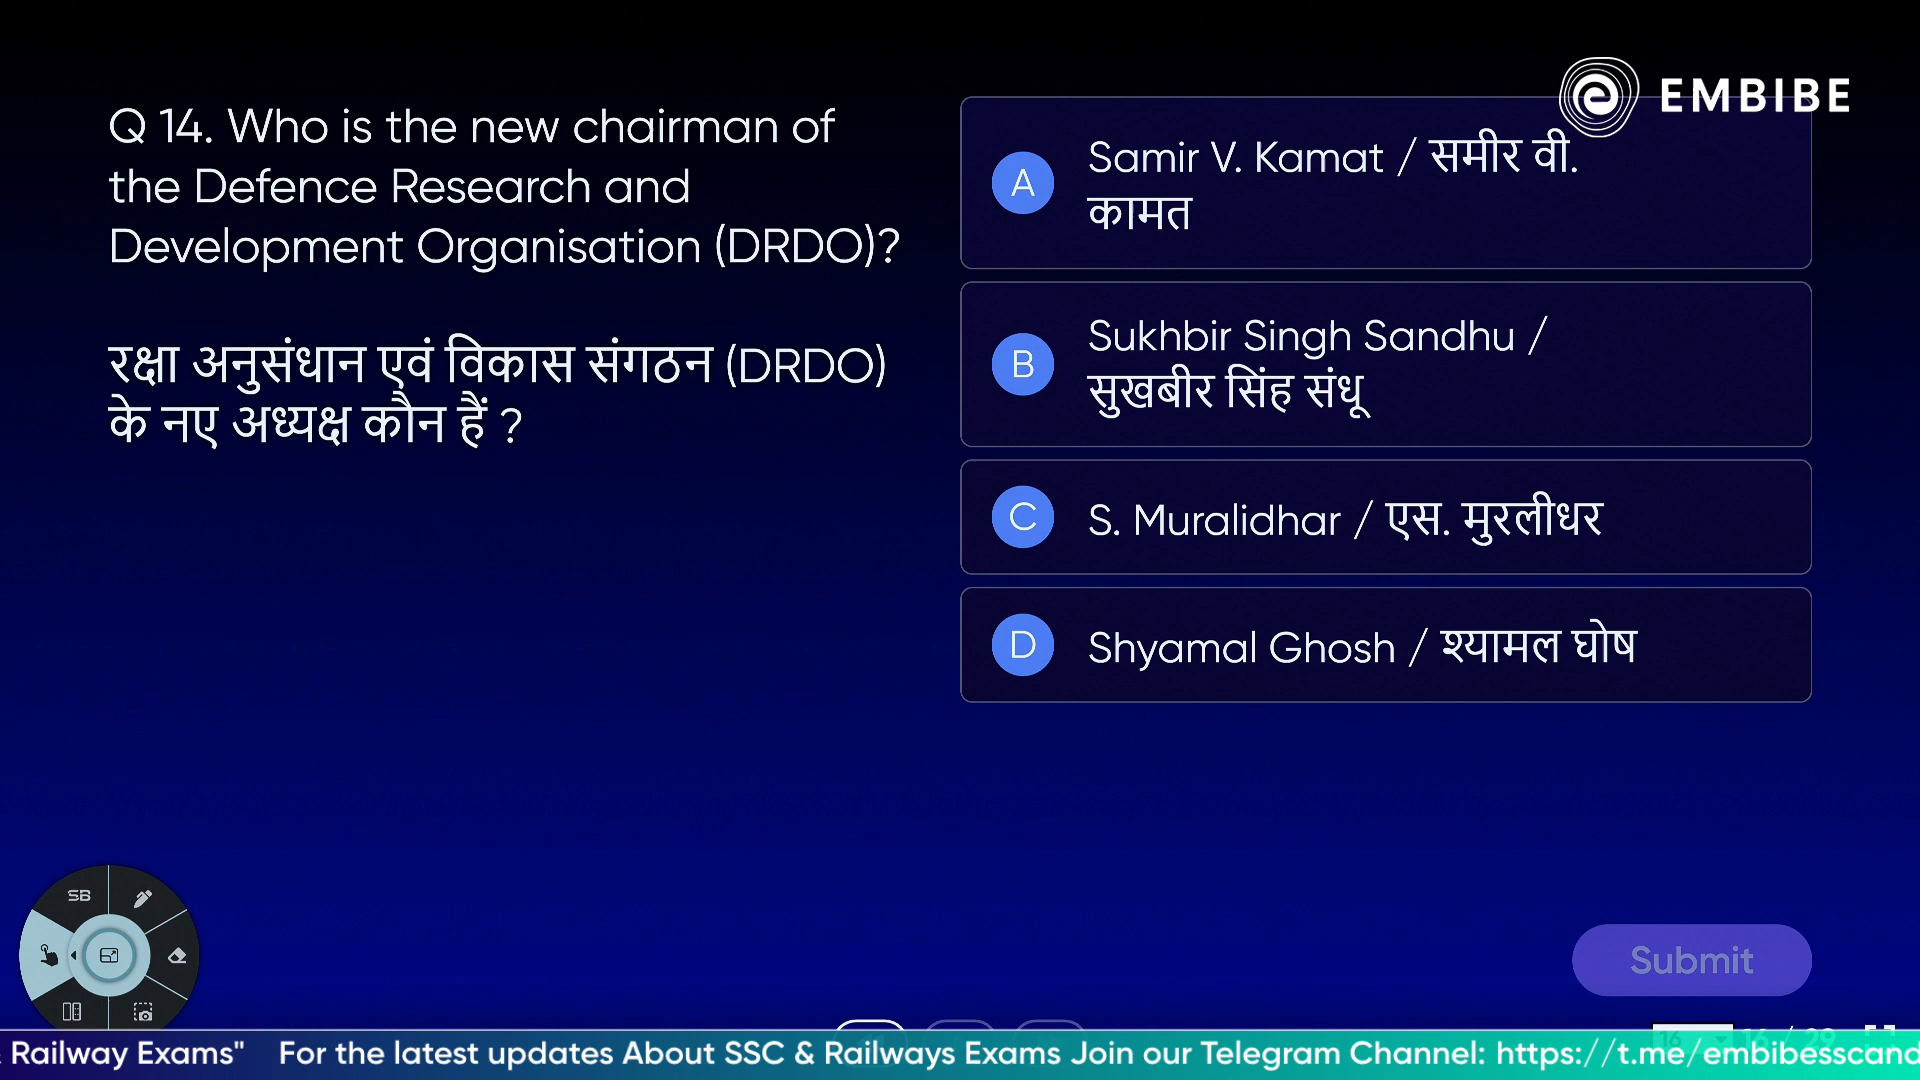 EMBIBE
Q 14. Who is the new chairman of
the Defence Research and
Development Organisation (DRDO)?
रक्षा अनुसंधान एवं विकास संगठन (DRDO)
के नए अध्यक्ष कौन हैं ?
A
Samir V. Kamat / समीर वी.
कामत
B
Sukhbir Singh Sandhu /
सुखबीर सिंह संधू
C
S. Muralidhar / एस. मुरलीधर
D
Shyamal Ghosh / श्यामल घोष
SB
Submit
Railway Exams" For the latest updates About SSC & Railways Exams Join our Telegram Channel: https://t.me/embibesscand